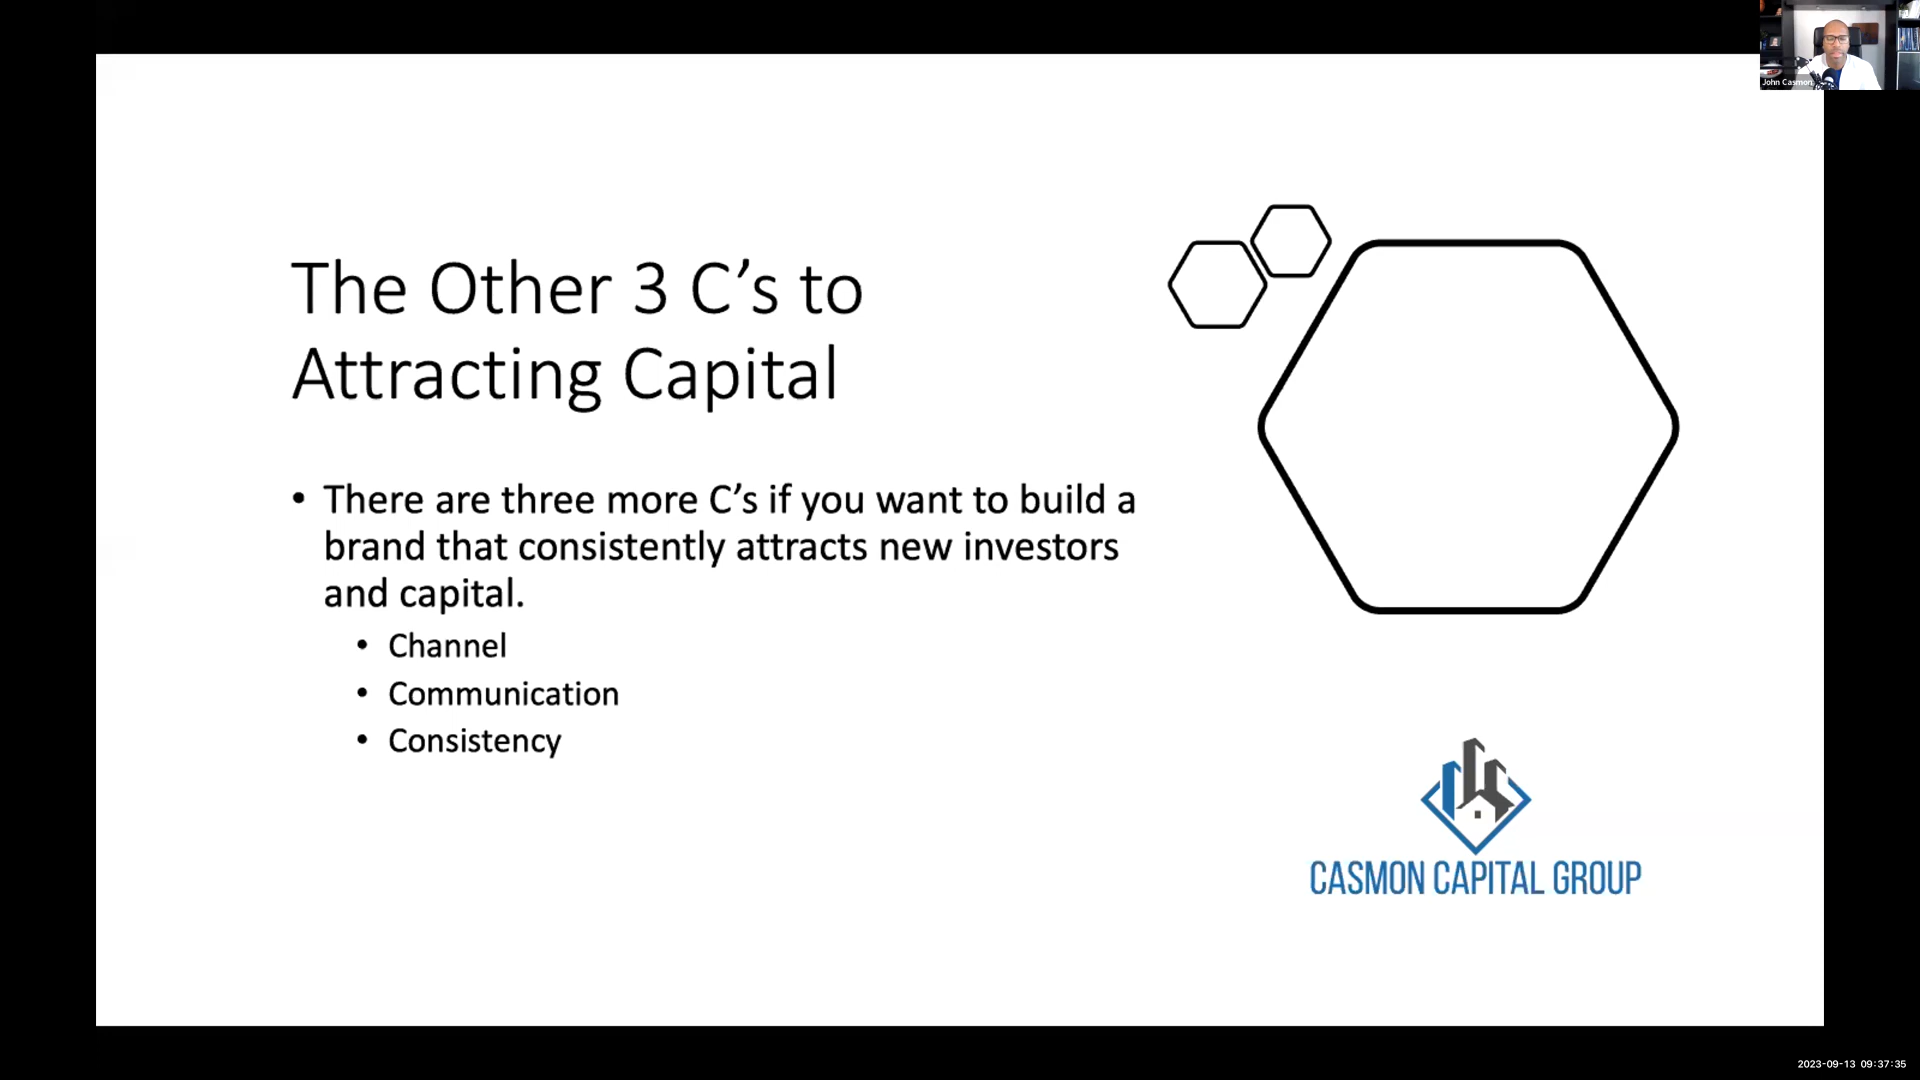 John Casmon
The Other 3 C’s to
Attracting Capital
• There are three more C’s if you want to build a
brand that consistently attracts new investors
and capital.
• Channel
• Communication
• Consistency
CASMON CAPITAL GROUP
2023-09-13 09:37:35